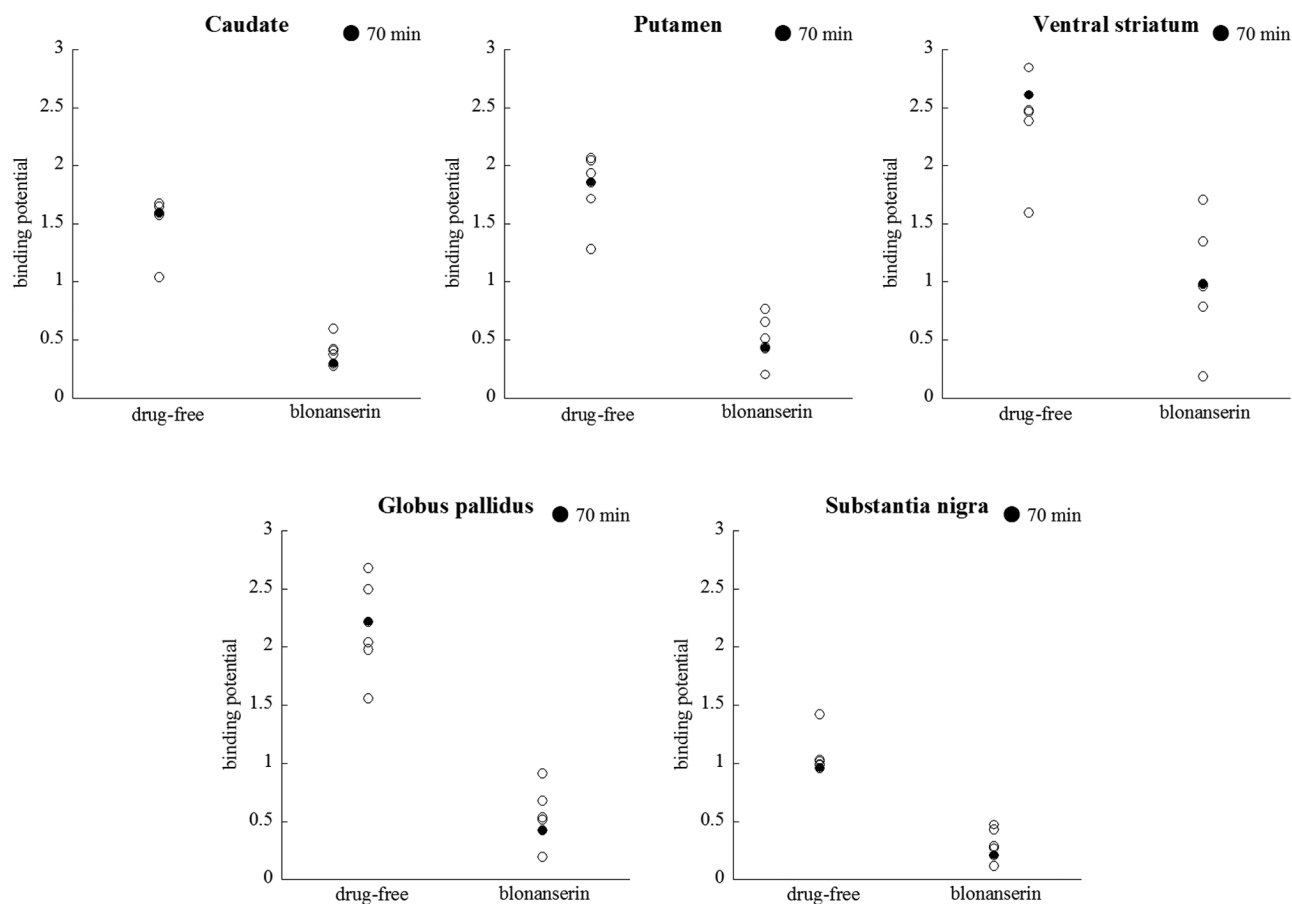 Caudate
70 min
3
2.5
2
1.5
1
0.5
0
binding potential
drug-free
blonanserin
Putamen
70 min
3
2.5
2
1.5
1
0.5
0
binding potential
drug-free
blonanserin
Ventral striatum
70 min
3
2.5
2
1.5
1
0.5
0
binding potential
drug-free
blonanserin
Globus pallidus
70 min
3
2.5
2
1.5
1
0.5
0
binding potential
drug-free
blonanserin
Substantia nigra
70 min
3
2.5
2
1.5
1
0.5
0
binding potential
drug-free
blonanserin